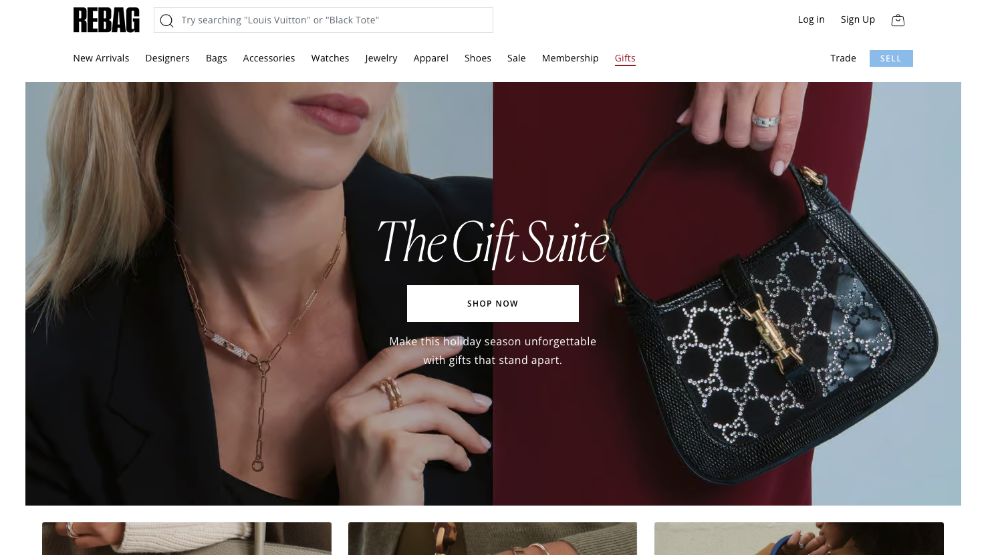 REBAG
Try searching "Louis Vuitton" or "Black Tote"
Log in
Sign Up
New Arrivals
Designers
Bags
Accessories
Watches
Jewelry
Apparel
Shoes
Sale
Membership
Gifts
Trade
SELL
The Gift Suite
SHOP NOW
Make this holiday season unforgettable
with gifts that stand apart.